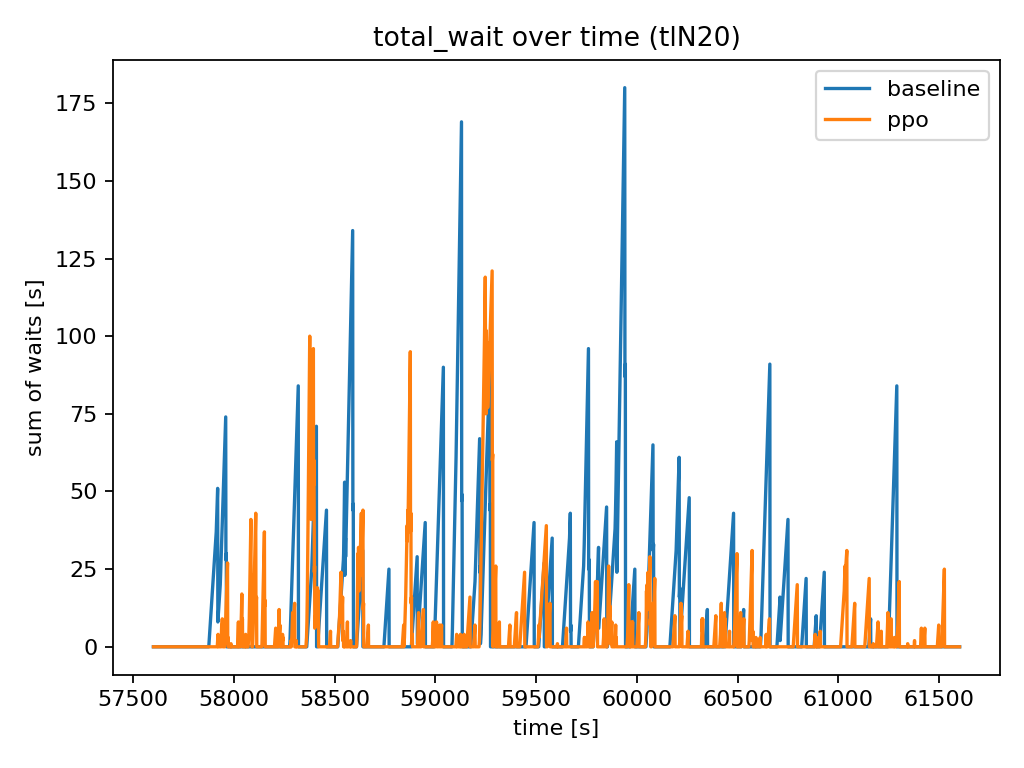 total_wait over time (tlN20)
baseline
ppo
sum of waits [s]
175
150
125
100
75
50
25
0
57500 58000 58500 59000 59500 60000 60500 61000 61500
time [s]